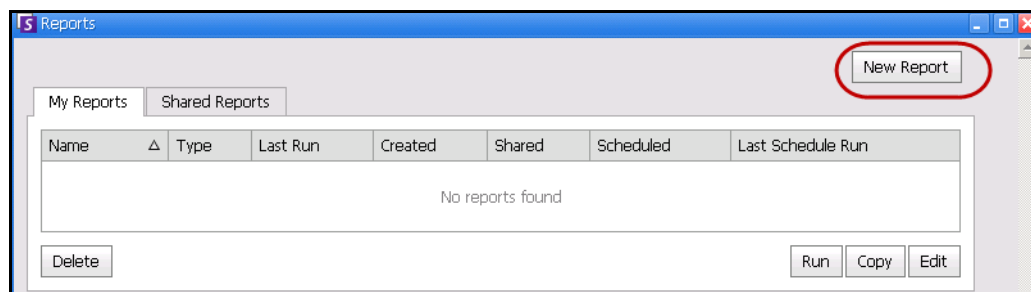 S Reports
New Report
My Reports Shared Reports
Name Type Last Run Created Shared Scheduled Last Schedule Run
No reports found
Delete Run Copy Edit